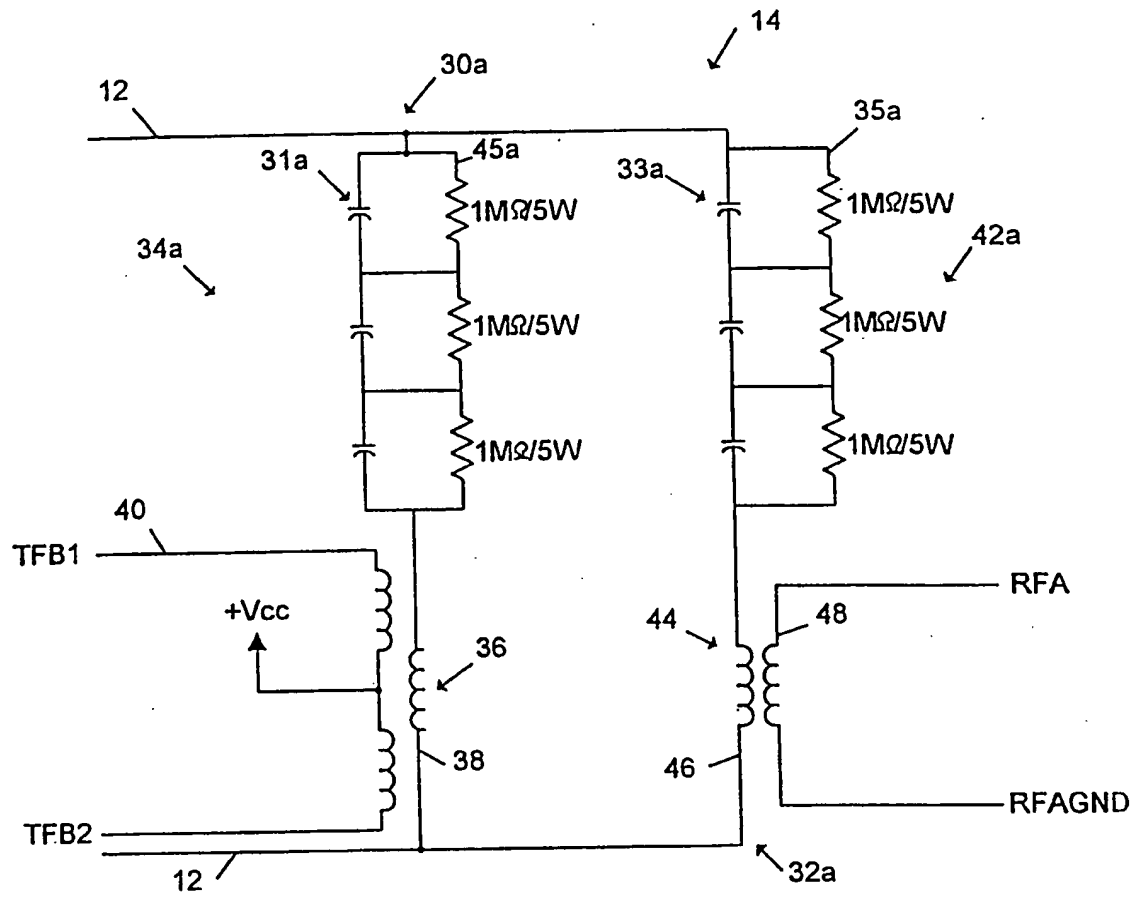 14
30a
12
31a
45a
33a
35a
1MΩ/5W
1MΩ/5W
34a
42a
1MΩ/5W
1MΩ/5W
1MΩ/5W
1MΩ/5W
40
TFB1
RFA
+Vcc
44
48
36
38
46
RFAGND
TFB2
12
32a